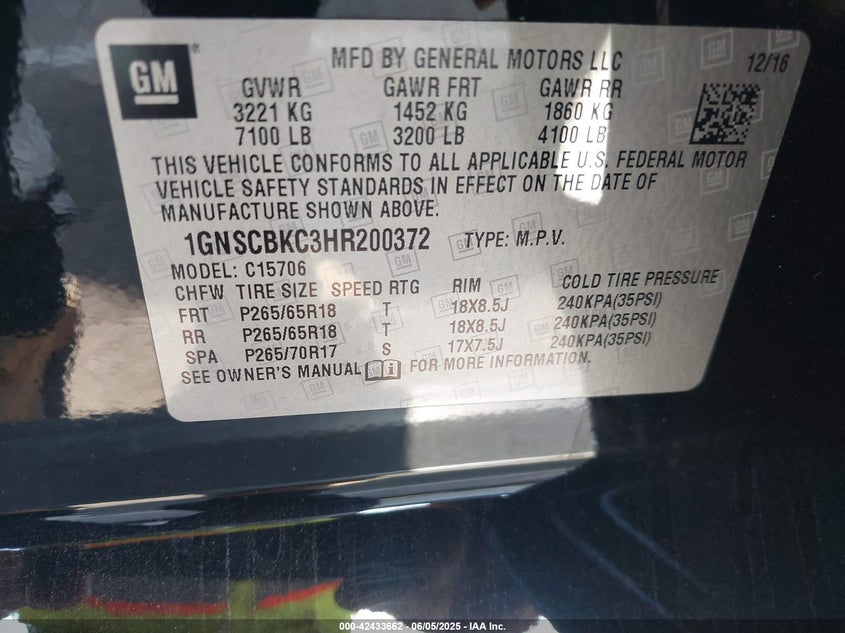 GM ®
MFD BY GENERAL MOTORS LLC 12/16
GVWR GAWR FRT GAWR RR
3221 KG 1452 KG 1860 KG
7100 LB 3200 LB 4100 LB
THIS VEHICLE CONFORMS TO ALL APPLICABLE U.S. FEDERAL MOTOR
VEHICLE SAFETY STANDARDS IN EFFECT ON THE DATE OF
MANUFACTURE SHOWN ABOVE.
1GNSCBKC3HR200372 TYPE: M.P.V.
MODEL: C15706
CHFW TIRE SIZE SPEED RTG RIM COLD TIRE PRESSURE
FRT P265/65R18 T 18X8.5J 240KPA(35PSI)
RR P265/65R18 T 18X8.5J 240KPA(35PSI)
SPA P265/70R17 S 17X7.5J 240KPA(35PSI)
SEE OWNER'S MANUAL FOR MORE INFORMATION.
000-42433662 - 06/05/2025 - IAA Inc.